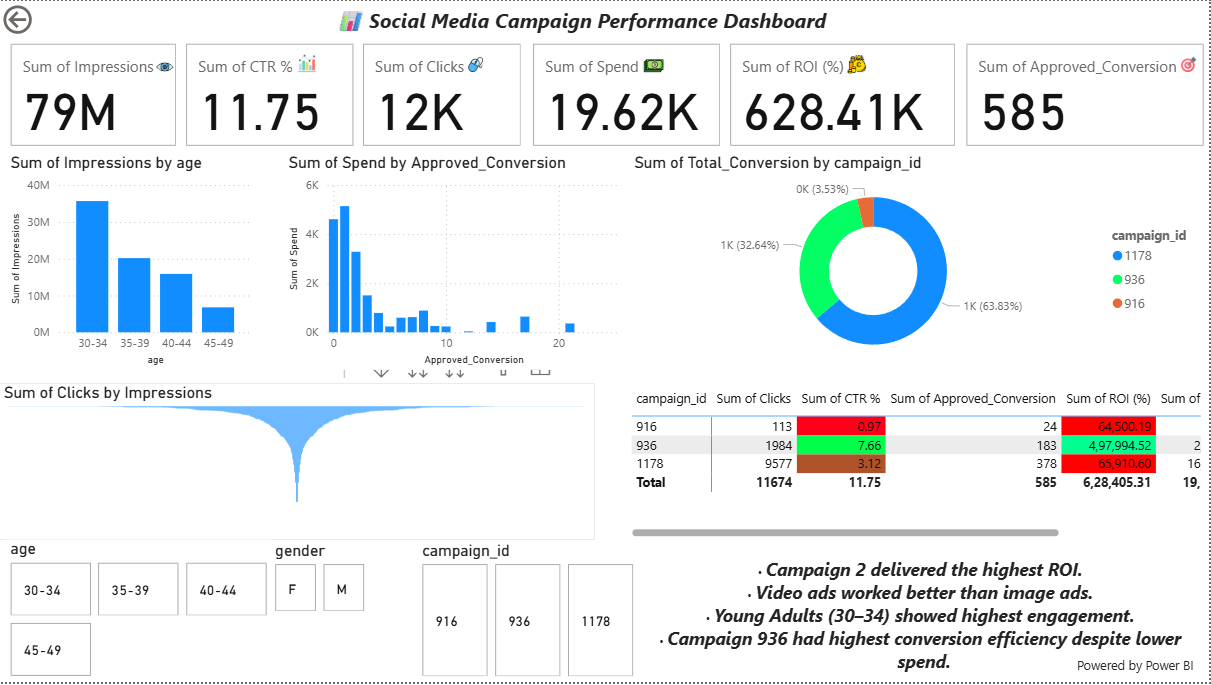 Social Media Campaign Performance Dashboard
Sum of Impressions
79M
Sum of CTR %
11.75
Sum of Clicks
12K
Sum of Spend
19.62K
Sum of ROI (%)
628.41K
Sum of Approved_Conversion
585
Sum of Impressions by age
Sum of Impressions
40M
30M
20M
10M
0M
30-34 35-39 40-44 45-49
age
Sum of Spend by Approved_Conversion
Sum of Spend
6K
4K
2K
0K
0 10 20
Approved_Conversion
Sum of Total_Conversion by campaign_id
0K (3.53%)
1K (32.64%)
1K (63.83%)
campaign_id
1178
936
916
Sum of Clicks by Impressions
campaign_id Sum of Clicks Sum of CTR % Sum of Approved_Conversion Sum of ROI (%) Sum of
916 113 0.97 24 64,500.19
936 1984 7.66 183 4,97,994.52 2
1178 9577 3.12 378 65,910.60 16
Total 11674 11.75 585 6,28,405.31 19,
age
30-34 35-39 40-44
45-49
gender
F M
campaign_id
916 936 1178
· Campaign 2 delivered the highest ROI.
· Video ads worked better than image ads.
· Young Adults (30–34) showed highest engagement.
· Campaign 936 had highest conversion efficiency despite lower
spend.
Powered by Power BI